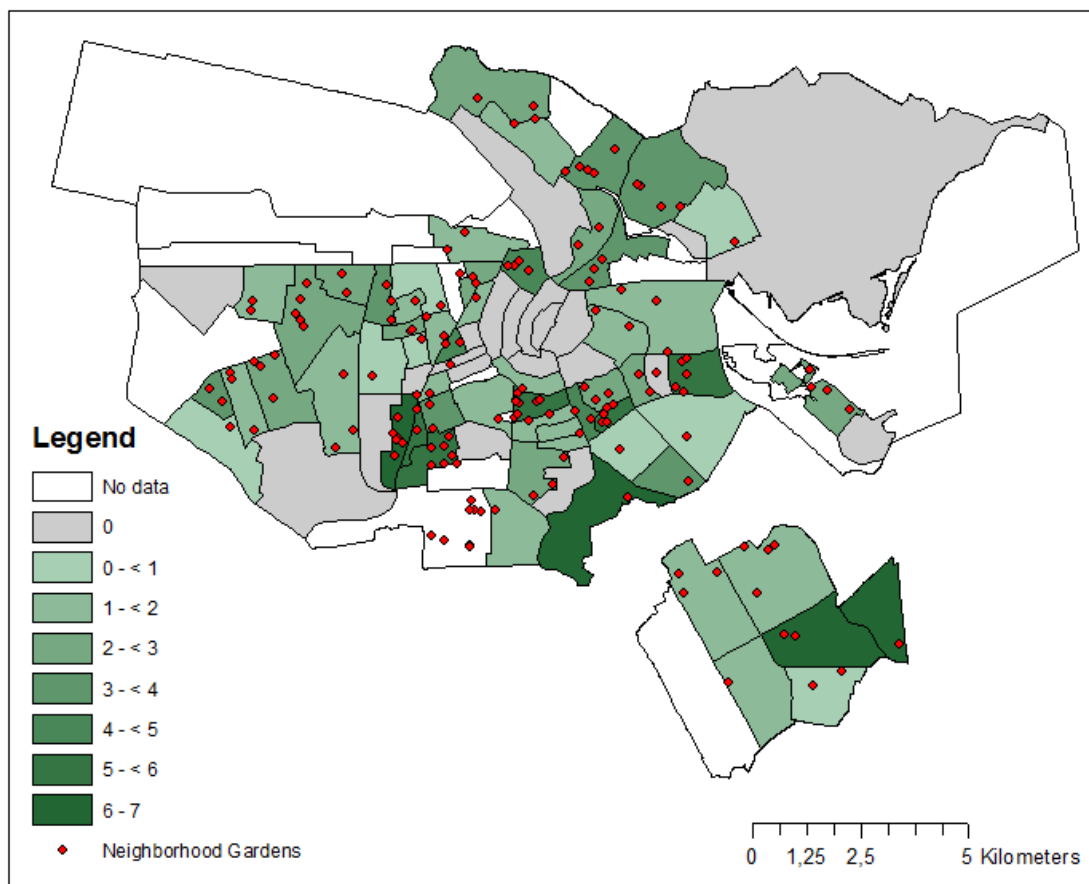 Legend
No data
0
0 - < 1
1 - < 2
2 - < 3
3 - < 4
4 - < 5
5 - < 6
6 - 7
Neighborhood Gardens
0 1,25 2,5 5 Kilometers